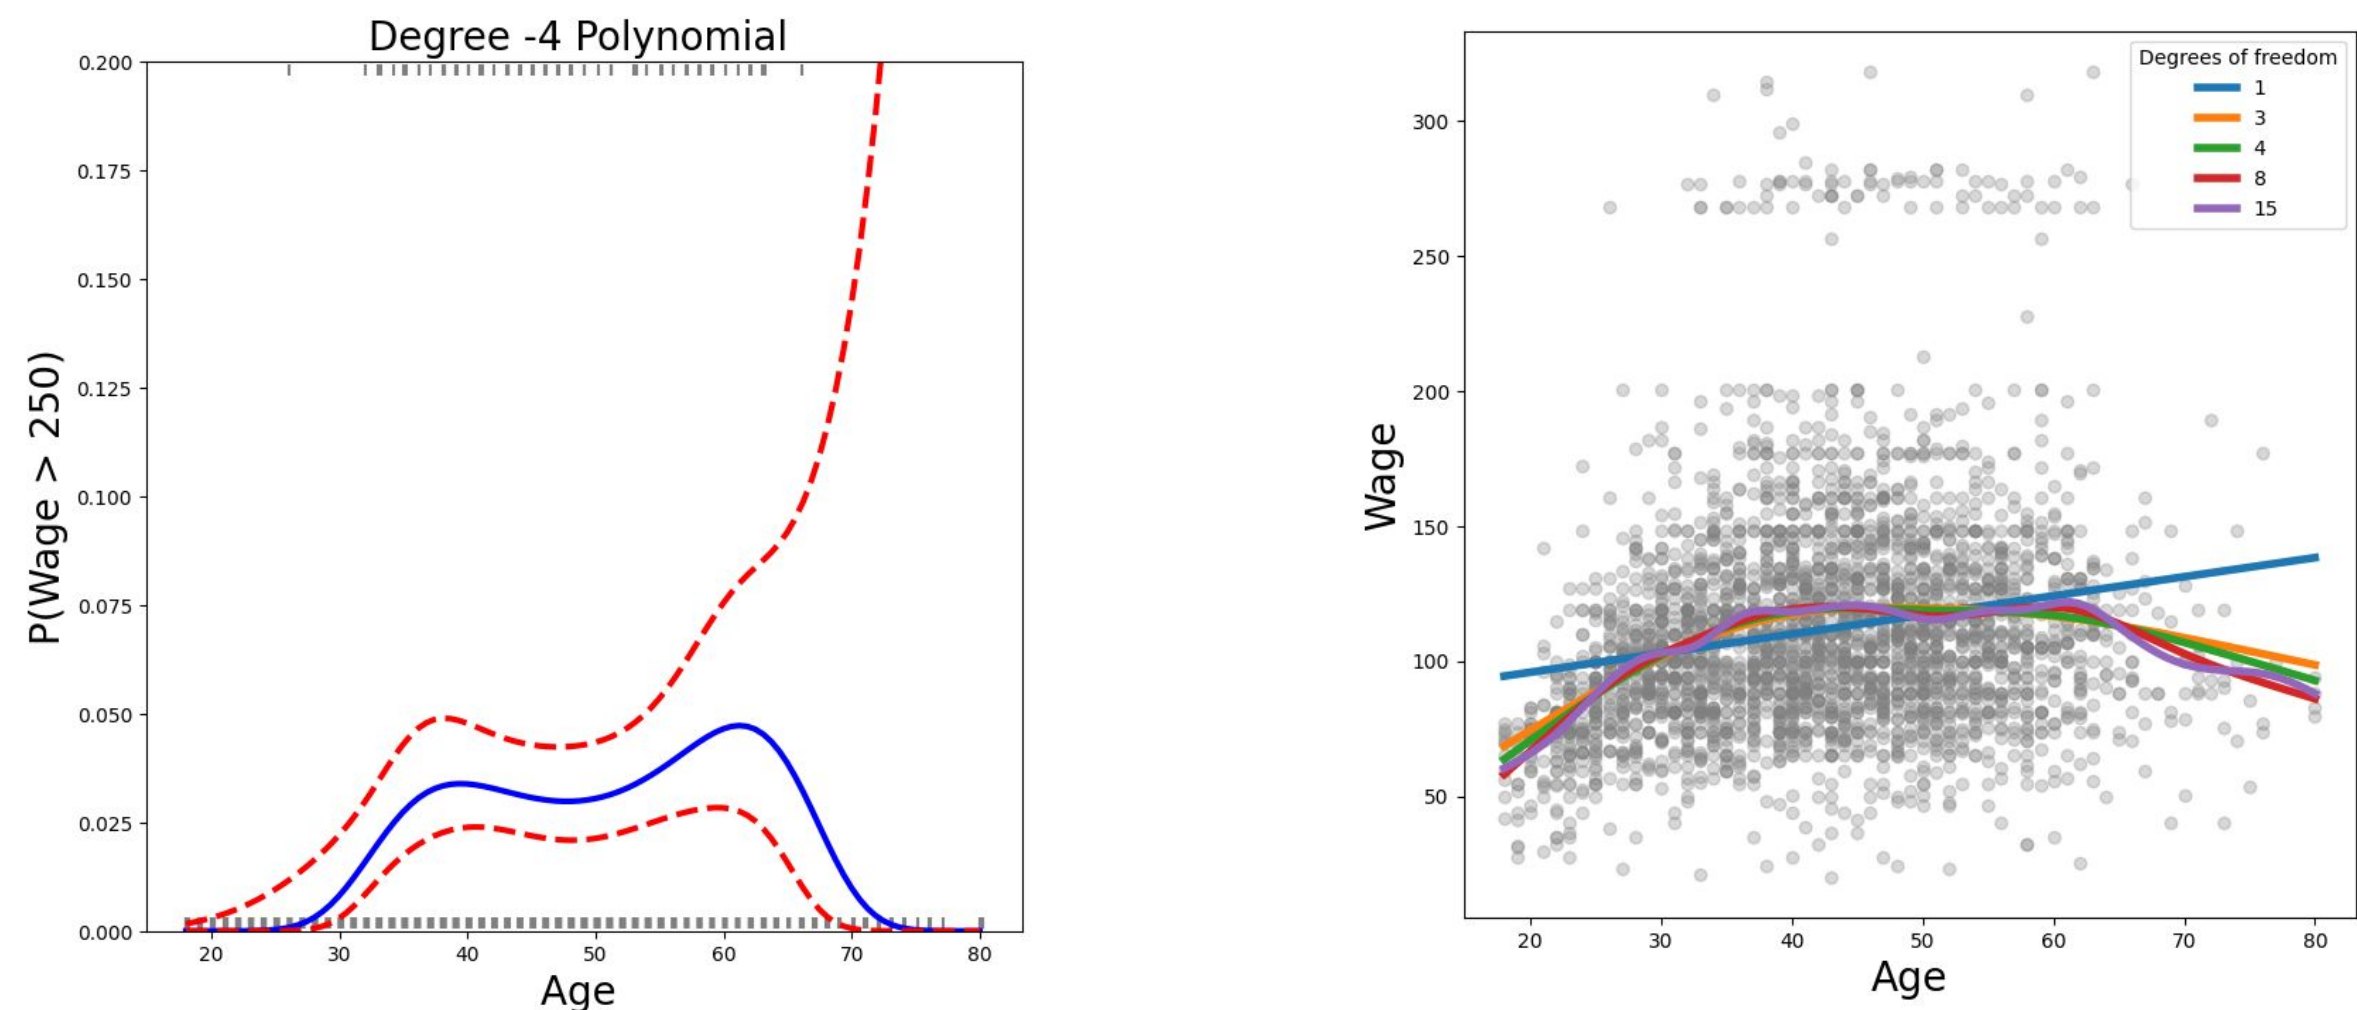 Degree -4 Polynomial
0.200
0.175
0.150
0.125
0.100
0.075
0.050
0.025
0.000
P(Wage > 250)
20 30 40 50 60 70 80
Age
Degrees of freedom
1
3
4
8
15
300
250
200
150
100
50
Wage
20 30 40 50 60 70 80
Age